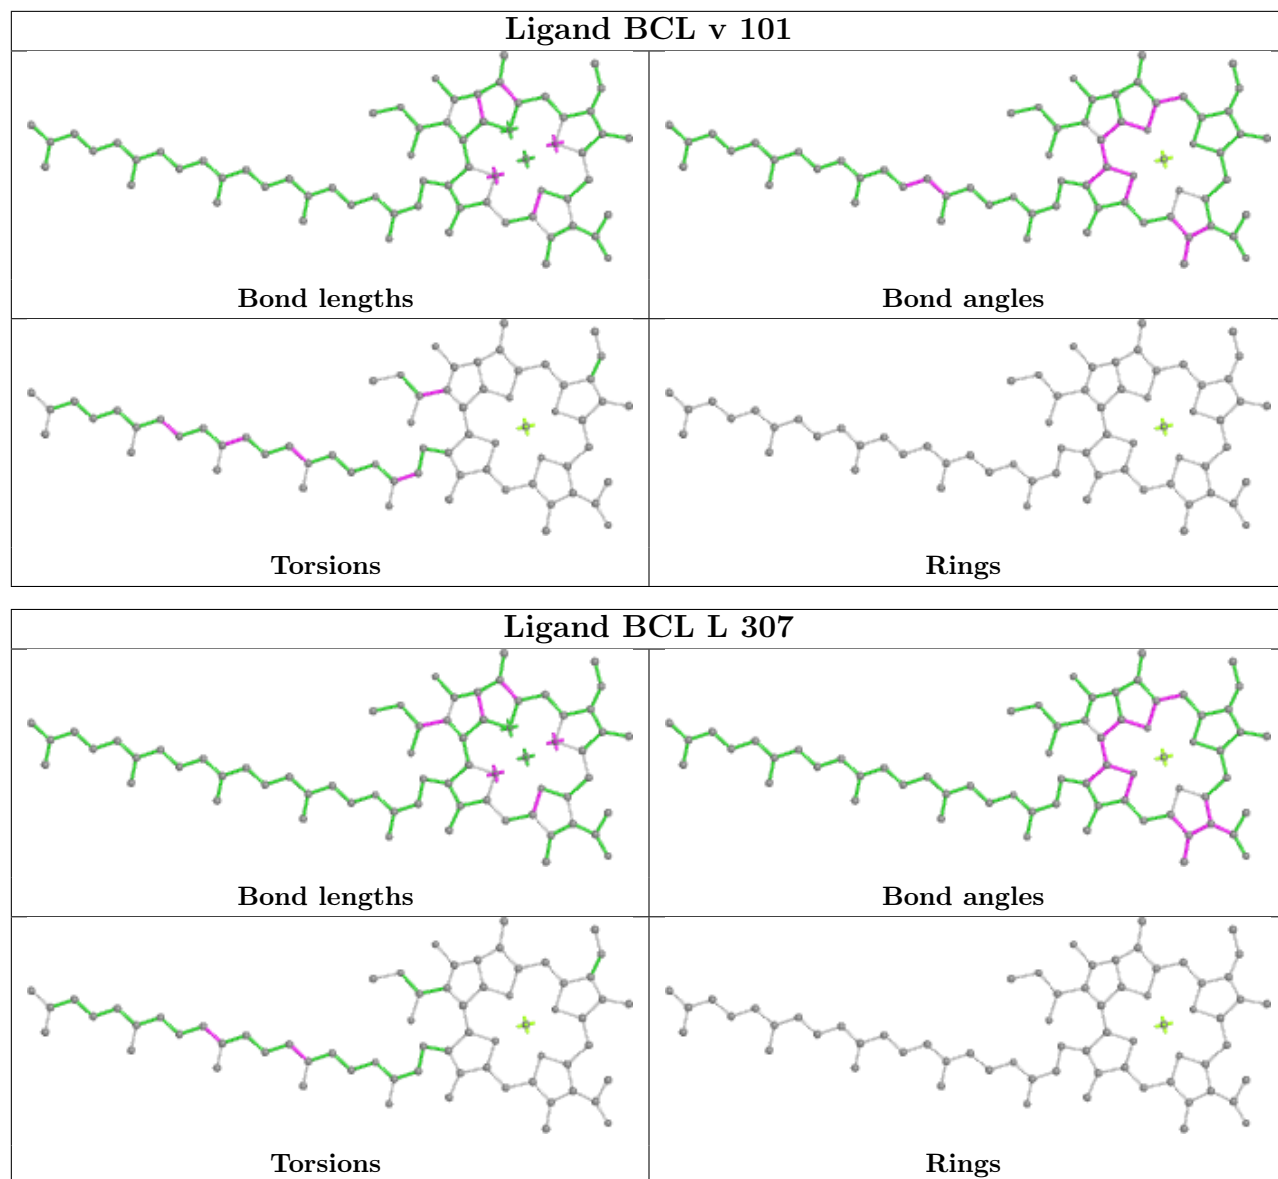 Ligand BCL v 101
Bond lengths
Bond angles
Torsions
Rings
Ligand BCL L 307
Bond lengths
Bond angles
Torsions
Rings